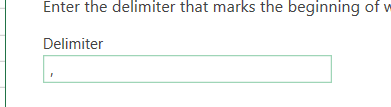 Enter the delimiter that marks the beginning of
Delimiter
,